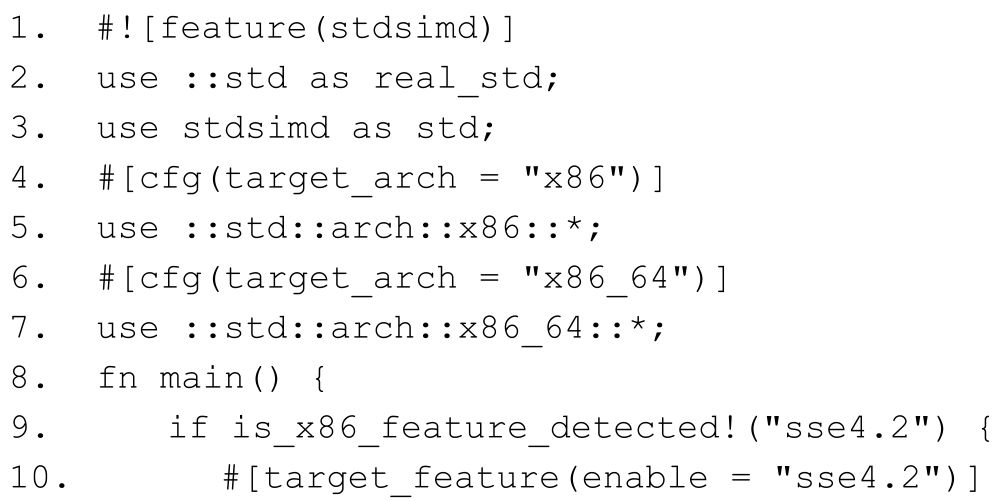 1. #![feature(stdsimd)]
2. use ::std as real_std;
3. use stdsimd as std;
4. #[cfg(target_arch = "x86")]
5. use ::std::arch::x86::*;
6. #[cfg(target_arch = "x86_64")]
7. use ::std::arch::x86_64::*;
8. fn main() {
9. if is_x86_feature_detected!("sse4.2") {
10. #[target_feature(enable = "sse4.2")]